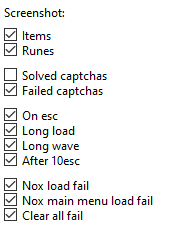 Screenshot:
Items
Runes
Solved captchas
Failed captchas
On esc
Long load
Long wave
After 10esc
Nox load fail
Nox main menu load fail
Clear all fail